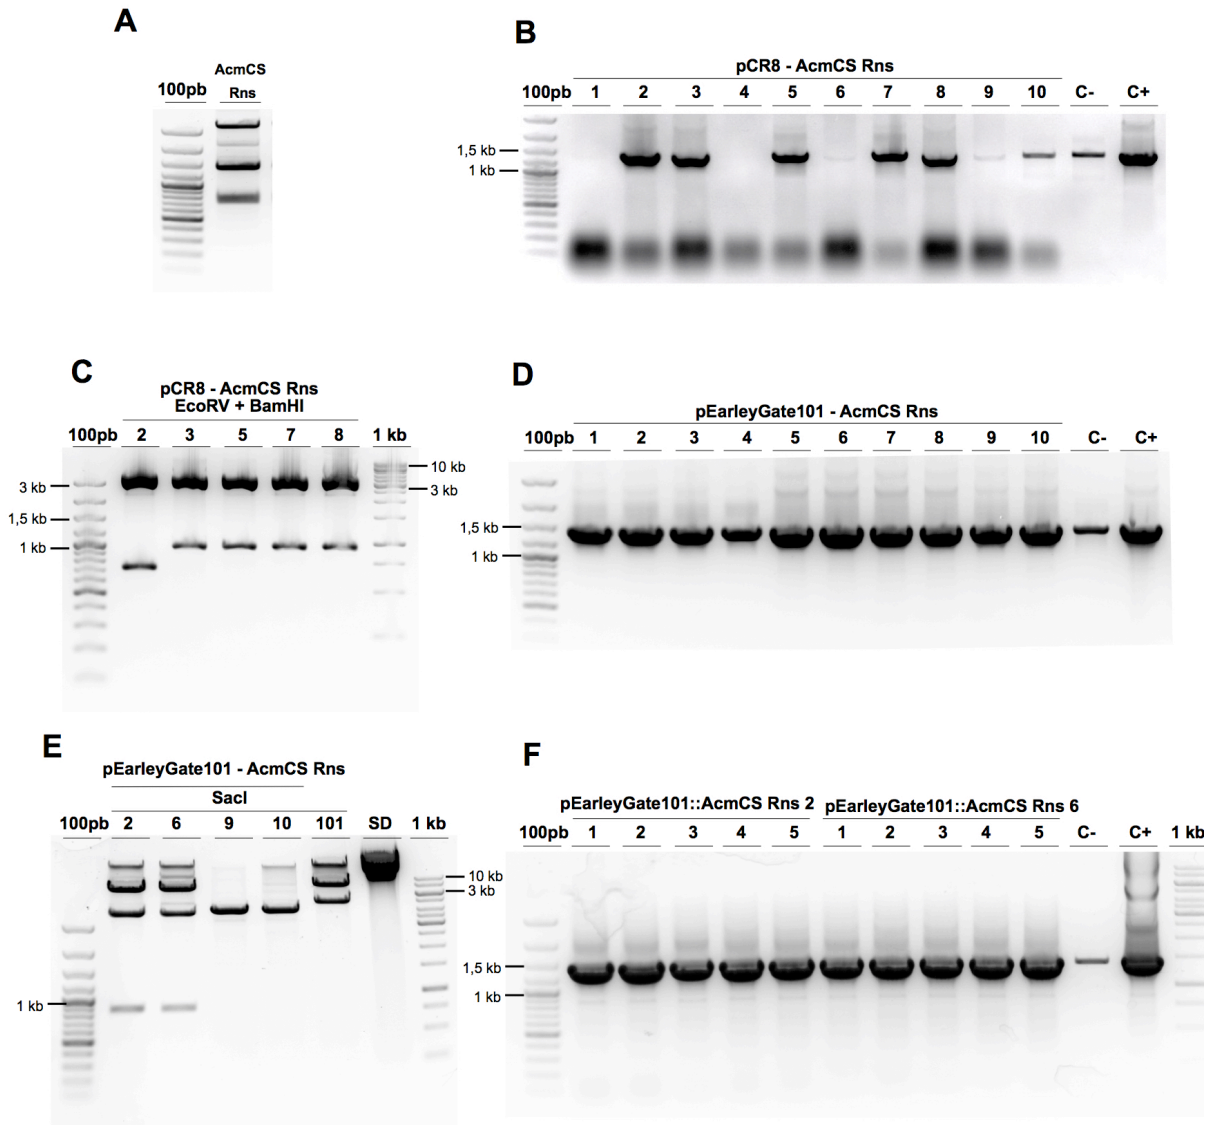 A
AcmCS
100pb Rns
B
pCR8 - AcmCS Rns
100pb 1 2 3 4 5 6 7 8 9 10 C- C+
1,5 kb
1 kb
C
pCR8 - AcmCS Rns
EcoRV + BamHI
100pb 2 3 5 7 8 1 kb
10 kb
3 kb 3 kb
1,5 kb
1 kb
D
pEarleyGate101 - AcmCS Rns
100pb 1 2 3 4 5 6 7 8 9 10 C- C+
1,5 kb
1 kb
E
pEarleyGate101 - AcmCS Rns
SacI
100pb 2 6 9 10 101 SD 1 kb
10 kb
3 kb
1 kb
F
pEarleyGate101::AcmCS Rns 2 pEarleyGate101::AcmCS Rns 6
100pb 1 2 3 4 5 1 2 3 4 5 C- C+ 1 kb
1,5 kb
1 kb